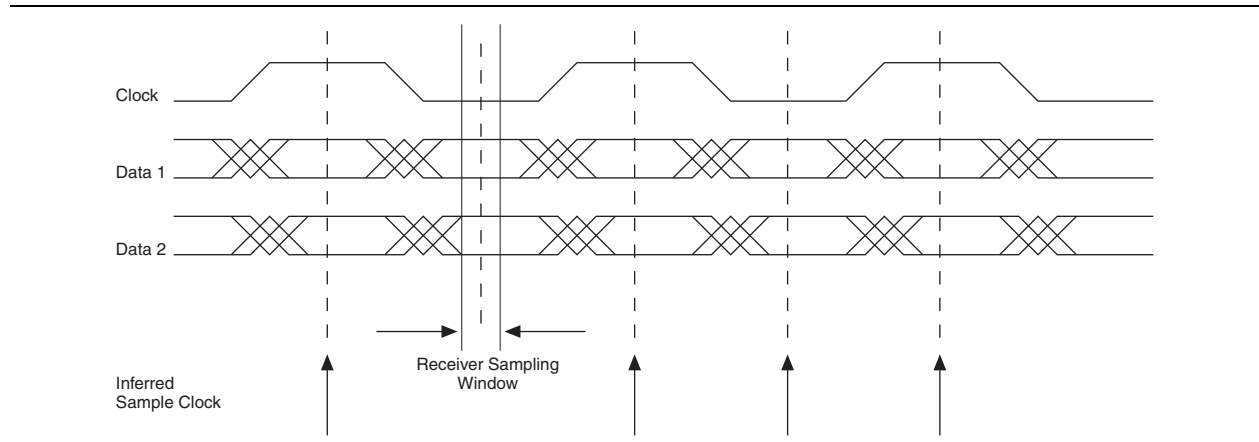 Clock
Data 1
Data 2
Receiver Sampling
Window
Inferred
Sample Clock